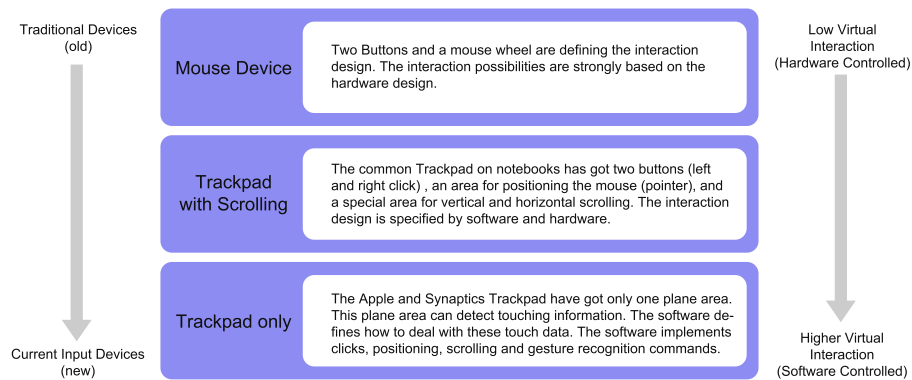 Traditional Devices
(old)
Mouse Device
Two Buttons and a mouse wheel are defining the interaction
design. The interaction possibilities are strongly based on the
hardware design.
Low Virtual
Interaction
(Hardware Controlled)
Trackpad
with Scrolling
The common Trackpad on notebooks has got two buttons (left
and right click) , an area for positioning the mouse (pointer), and
a special area for vertical and horizontal scrolling. The interaction
design is specified by software and hardware.
Trackpad only
The Apple and Synaptics Trackpad have got only one plane area.
This plane area can detect touching information. The software de-
fines how to deal with these touch data. The software implements
clicks, positioning, scrolling and gesture recognition commands.
Current Input Devices
(new)
Higher Virtual
Interaction
(Software Controlled)